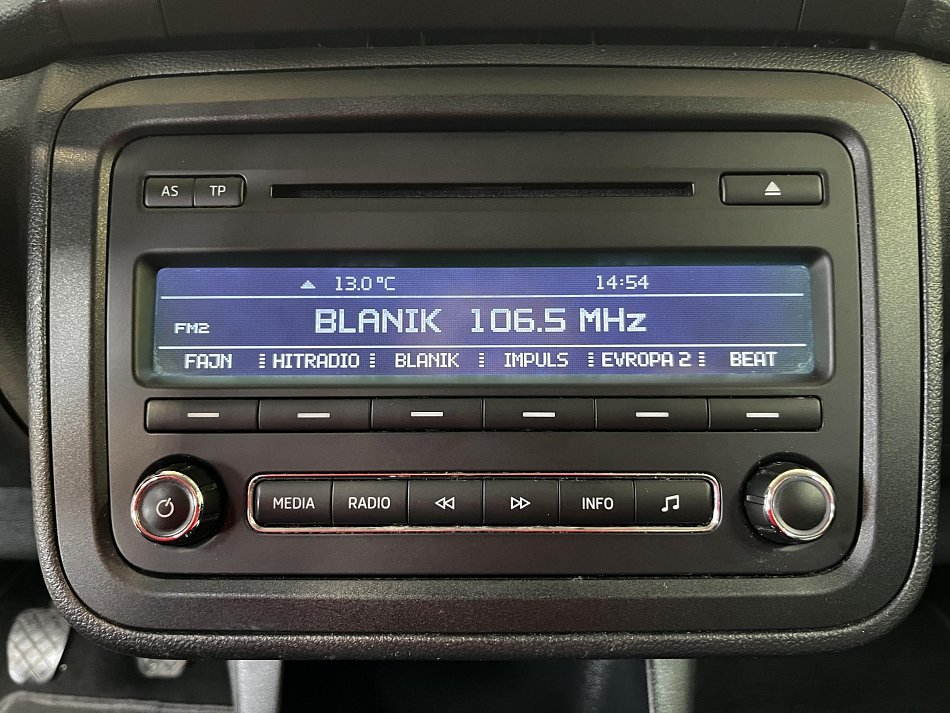 AS TP
13.0 °C 14:54
FM2 BLANIK 106.5 MHz
FAJN HITRADIO BLANIK IMPULS EVROPA 2 BEAT
MEDIA RADIO INFO